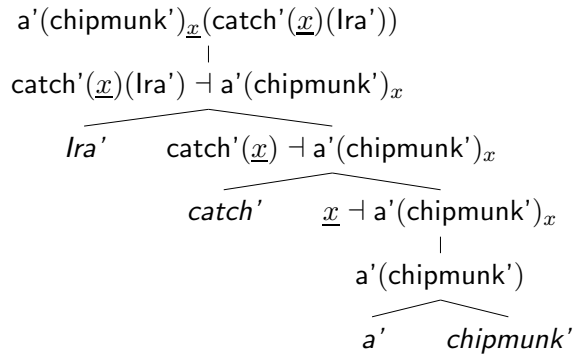 a'(chipmunk')x(catch'(x)(Ira'))
catch'(x)(Ira') ⊣ a'(chipmunk')x
Ira' catch'(x) ⊣ a'(chipmunk')x
catch' x ⊣ a'(chipmunk')x
a'(chipmunk')
a' chipmunk'